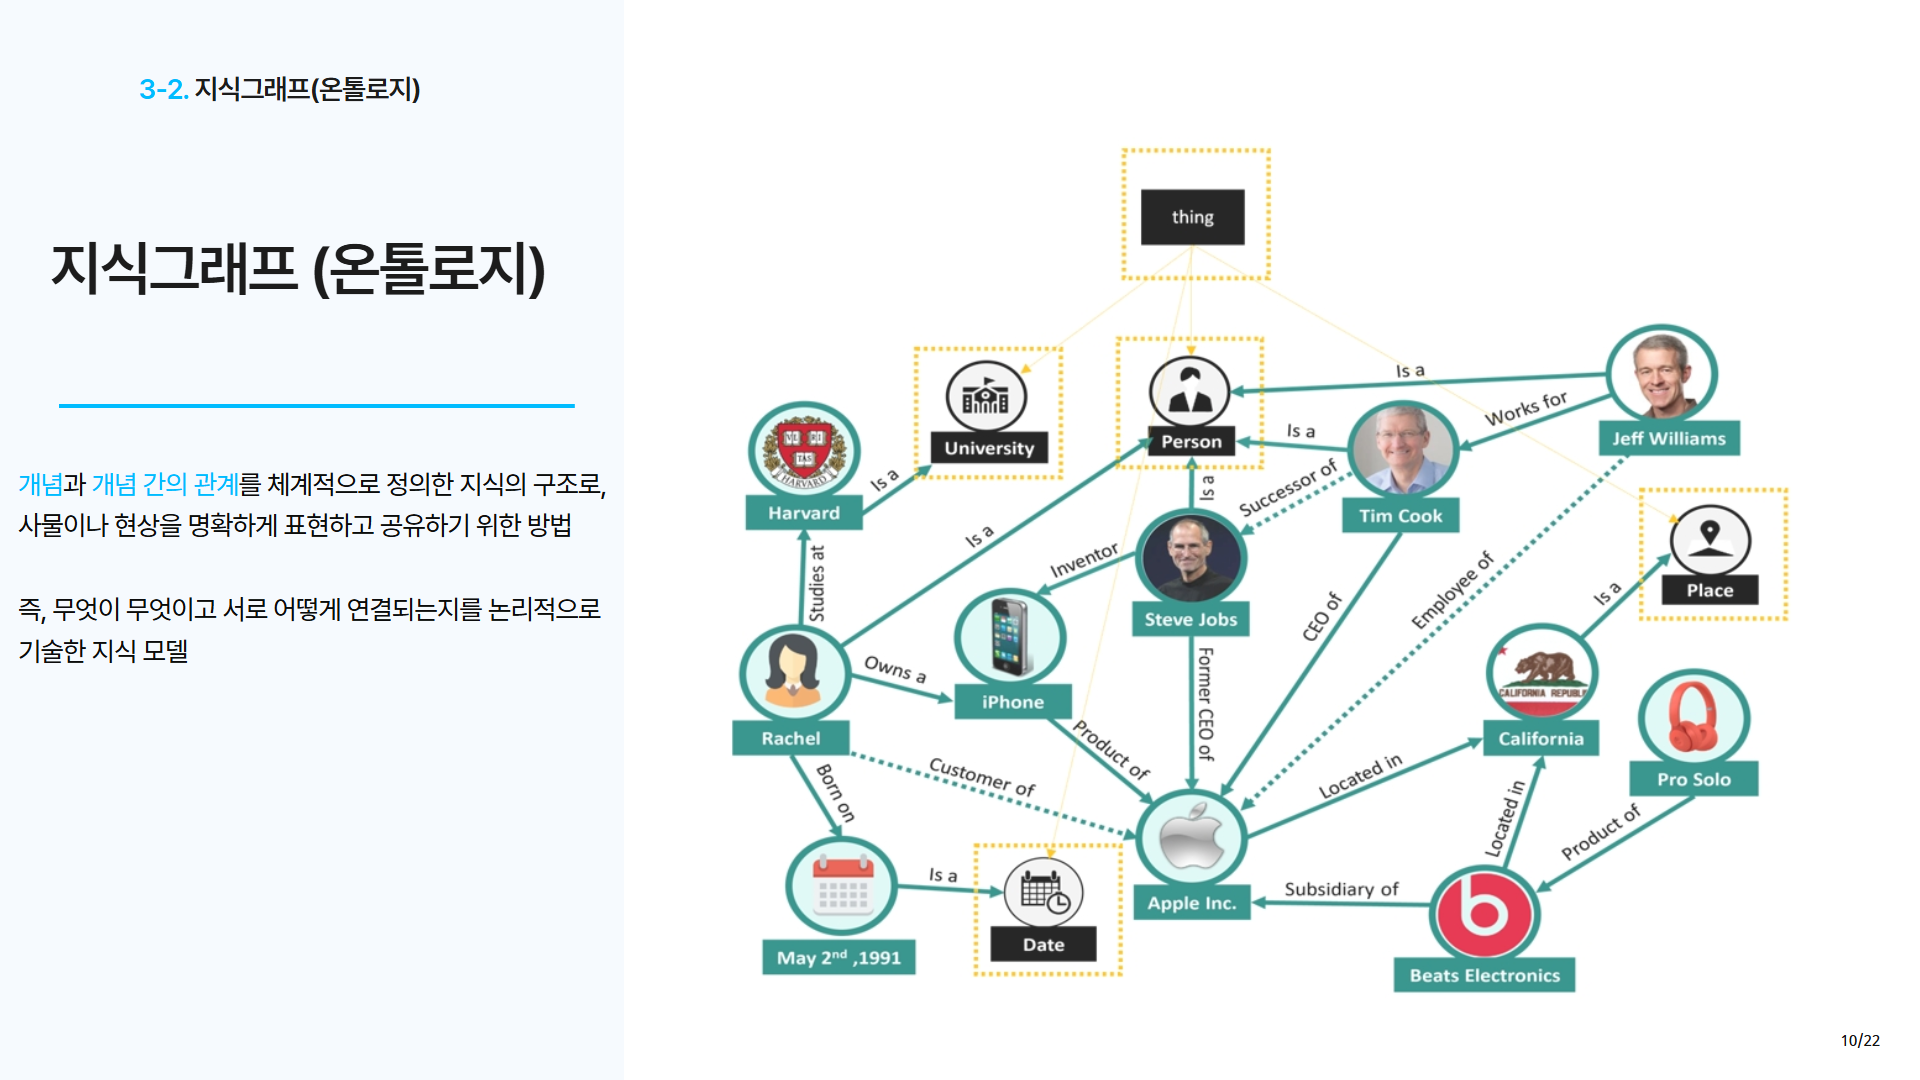 3-2. 지식그래프(온톨로지)
지식그래프 (온톨로지)
개념과 개념 간의 관계를 체계적으로 정의한 지식의 구조로,
사물이나 현상을 명확하게 표현하고 공유하기 위한 방법
즉, 무엇이 무엇이고 서로 어떻게 연결되는지를 논리적으로
기술한 지식 모델
thing
University
Person
Is a
Works for
Jeff Williams
Is a
Harvard
VE RI
TAS
HARVARD
Is a
Is a
Successor of
Tim Cook
Place
Is a
Studies at
Is a
Inventor
Steve Jobs
CEO of
Employee of
CALIFORNIA REPUBLI
California
Rachel
Owns a
iPhone
Product of
Former CEO of
Located in
Pro Solo
Born on
Customer of
Located in
Product of
May 2nd ,1991
Is a
Date
Apple Inc.
Subsidiary of
Beats Electronics
10/22